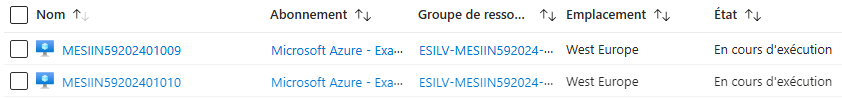 Nom Abonnement Groupe de resso... Emplacement État
MESIIN59202401009 Microsoft Azure - Exa... ESILV-MESIIN592024-... West Europe En cours d'exécution
MESIIN59202401010 Microsoft Azure - Exa... ESILV-MESIIN592024-... West Europe En cours d'exécution